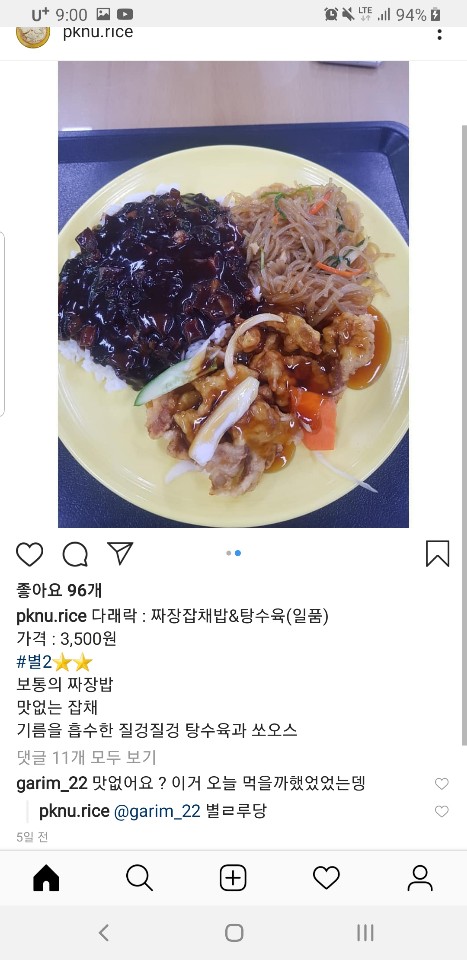 U+ 9:00 LTE 94%
pknu.rice
좋아요 96개
pknu.rice 다래락 : 짜장잡채밥&탕수육(일품)
가격 : 3,500원
#별2⭐⭐
보통의 짜장밥
맛없는 잡채
기름을 흡수한 질겅질겅 탕수육과 쏘오스
댓글 11개 모두 보기
garim_22 맛없어요 ? 이거 오늘 먹을까했었었는뎅
pknu.rice @garim_22 별ㄹ루당
5일 전